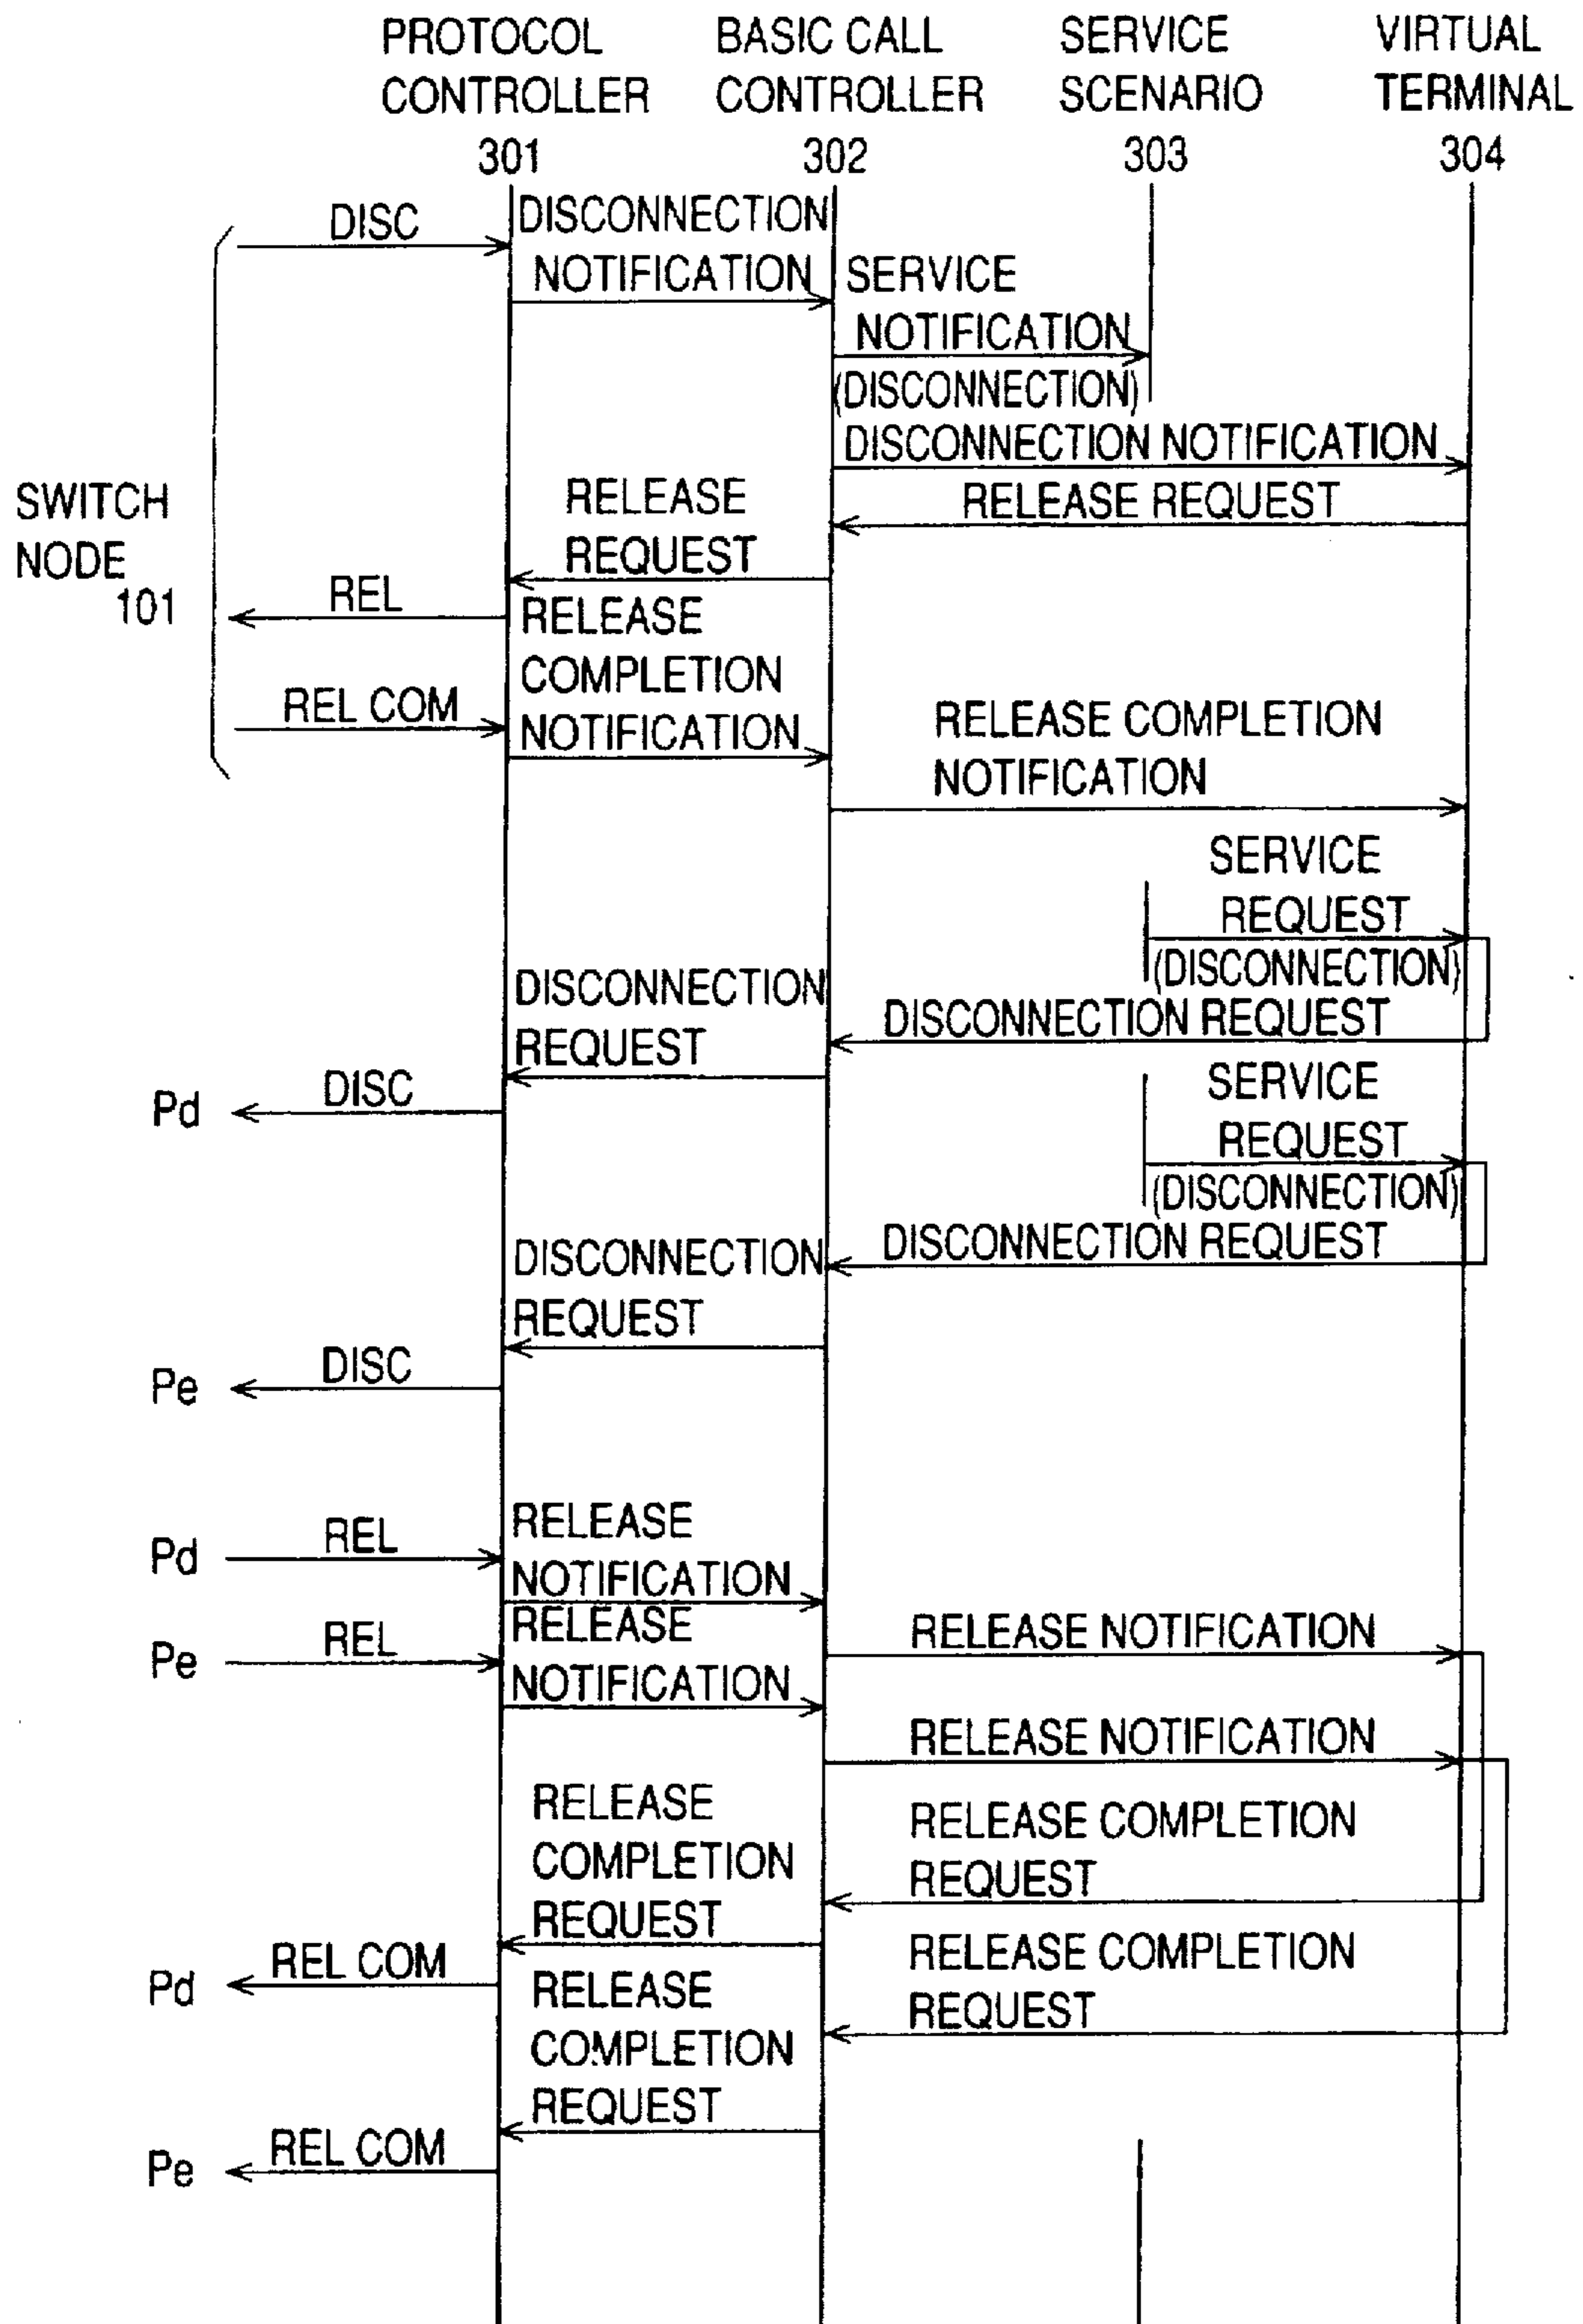 PROTOCOL CONTROLLER 301
BASIC CALL CONTROLLER 302
SERVICE SCENARIO 303
VIRTUAL TERMINAL 304
DISC
DISCONNECTION
NOTIFICATION
SERVICE
NOTIFICATION
(DISCONNECTION)
DISCONNECTION NOTIFICATION
SWITCH
NODE
101
RELEASE
REQUEST
RELEASE REQUEST
REL
RELEASE
COMPLETION
NOTIFICATION
REL COM
RELEASE COMPLETION
NOTIFICATION
SERVICE
REQUEST
(DISCONNECTION)
DISCONNECTION
REQUEST
DISCONNECTION REQUEST
Pd
DISC
SERVICE
REQUEST
(DISCONNECTION)
DISCONNECTION
REQUEST
DISCONNECTION REQUEST
Pe
DISC
Pd
REL
RELEASE
NOTIFICATION
Pe
REL
RELEASE
NOTIFICATION
RELEASE NOTIFICATION
RELEASE NOTIFICATION
RELEASE
COMPLETION
REQUEST
RELEASE COMPLETION
REQUEST
Pd
REL COM
RELEASE
COMPLETION
REQUEST
RELEASE COMPLETION
REQUEST
Pe
REL COM